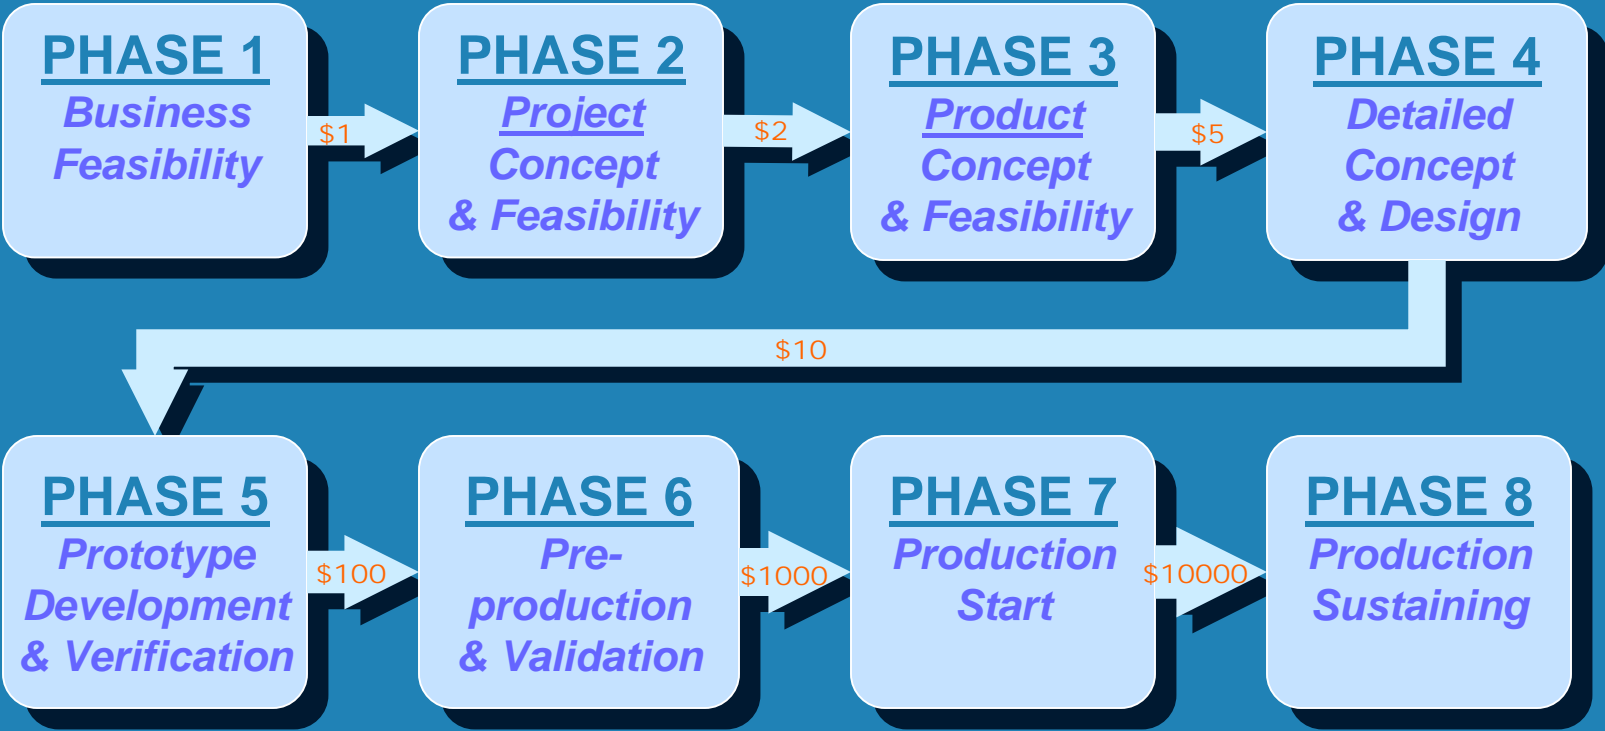 PHASE 1
Business
Feasibility
$1
PHASE 2
Project
Concept
& Feasibility
$2
PHASE 3
Product
Concept
& Feasibility
$5
PHASE 4
Detailed
Concept
& Design
$10
PHASE 5
Prototype
Development
& Verification
$100
PHASE 6
Pre-
production
& Validation
$1000
PHASE 7
Production
Start
$10000
PHASE 8
Production
Sustaining